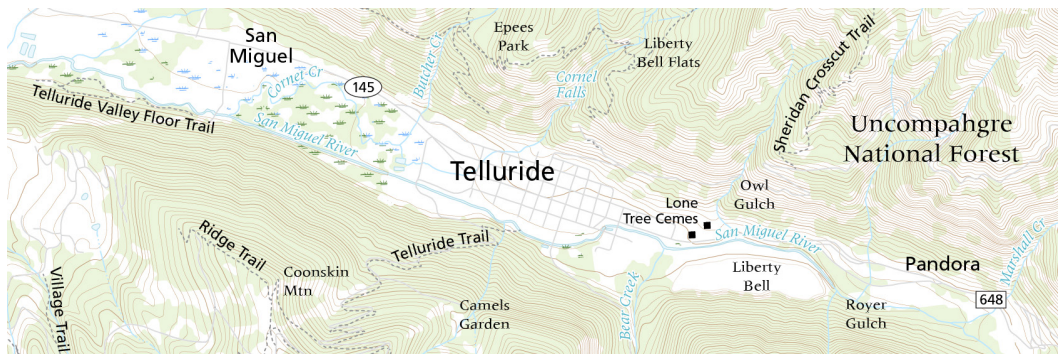 San
Miguel
Epees
Park
Liberty
Bell Flats
Butcher Cr
Cornet Cr
145
Cornel
Falls
Sheridan Crosscut Trail
Telluride Valley Floor Trail
San Miguel River
Uncompahgre
National Forest
Telluride
Owl
Gulch
Lone
Tree Cemes
San Miguel River
Ridge Trail
Telluride Trail
Marshall Cr
Pandora
Village Trail
Coonskin
Mtn
Camels
Garden
Bear Creek
Liberty
Bell
Royer
Gulch
648